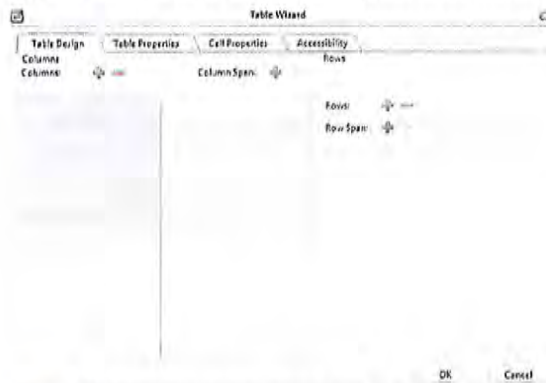 Table Wizard
Table Design Table Properties Cell Properties Accessibility
Columns Rows
Columns: Column Span:
Rows:
Row Span:
OK Cancel